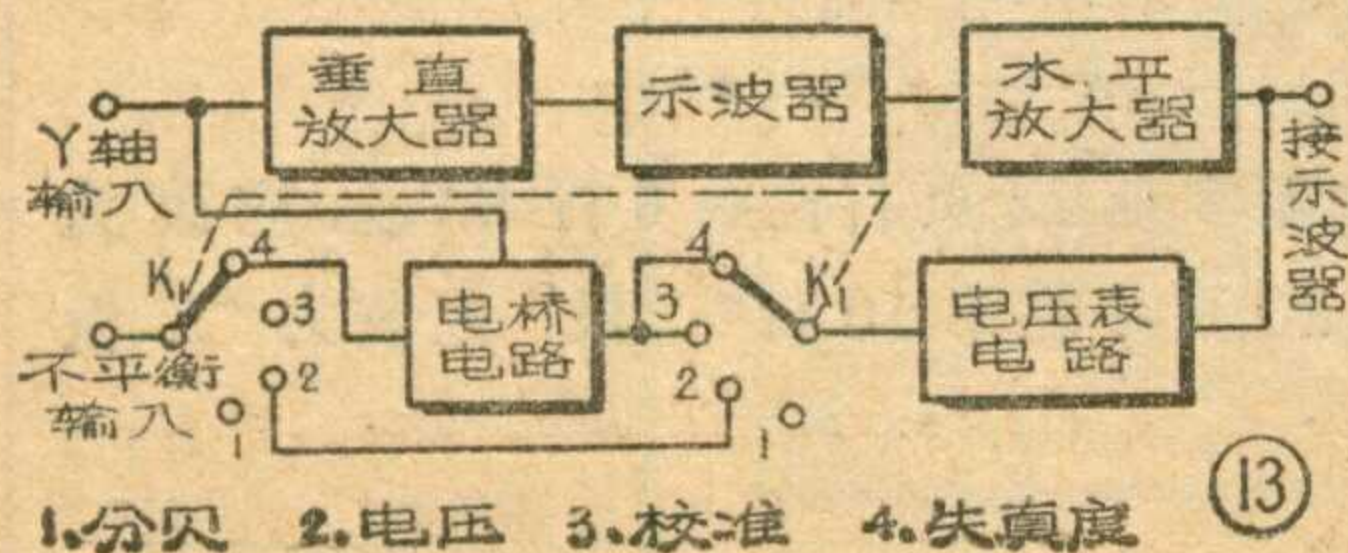 垂直
放大器
示波器
水平
放大器
Y轴
输入
接示波器
K1
4
3
2
1
不平衡
输入
电桥
电路
4
3
2
1
K1
电压表
电路
13
1.分贝 2.电压 3.校准 4.失真度